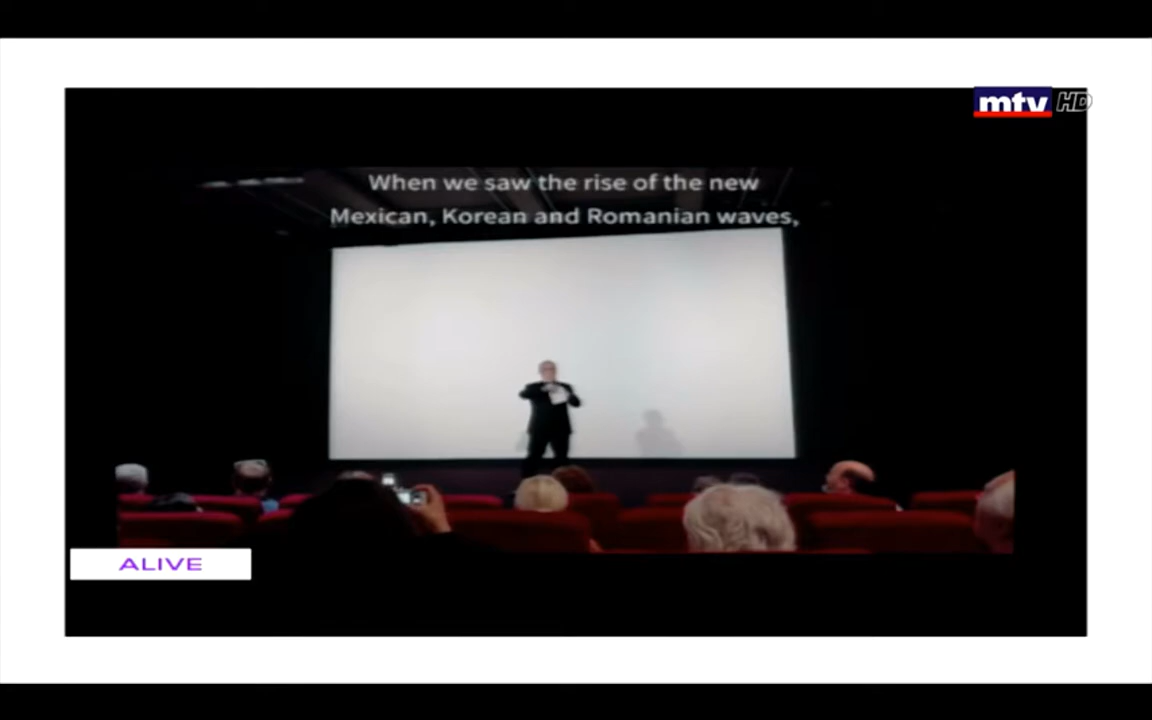 mtv HD
When we saw the rise of the new
Mexican, Korean and Romanian waves,
ALIVE